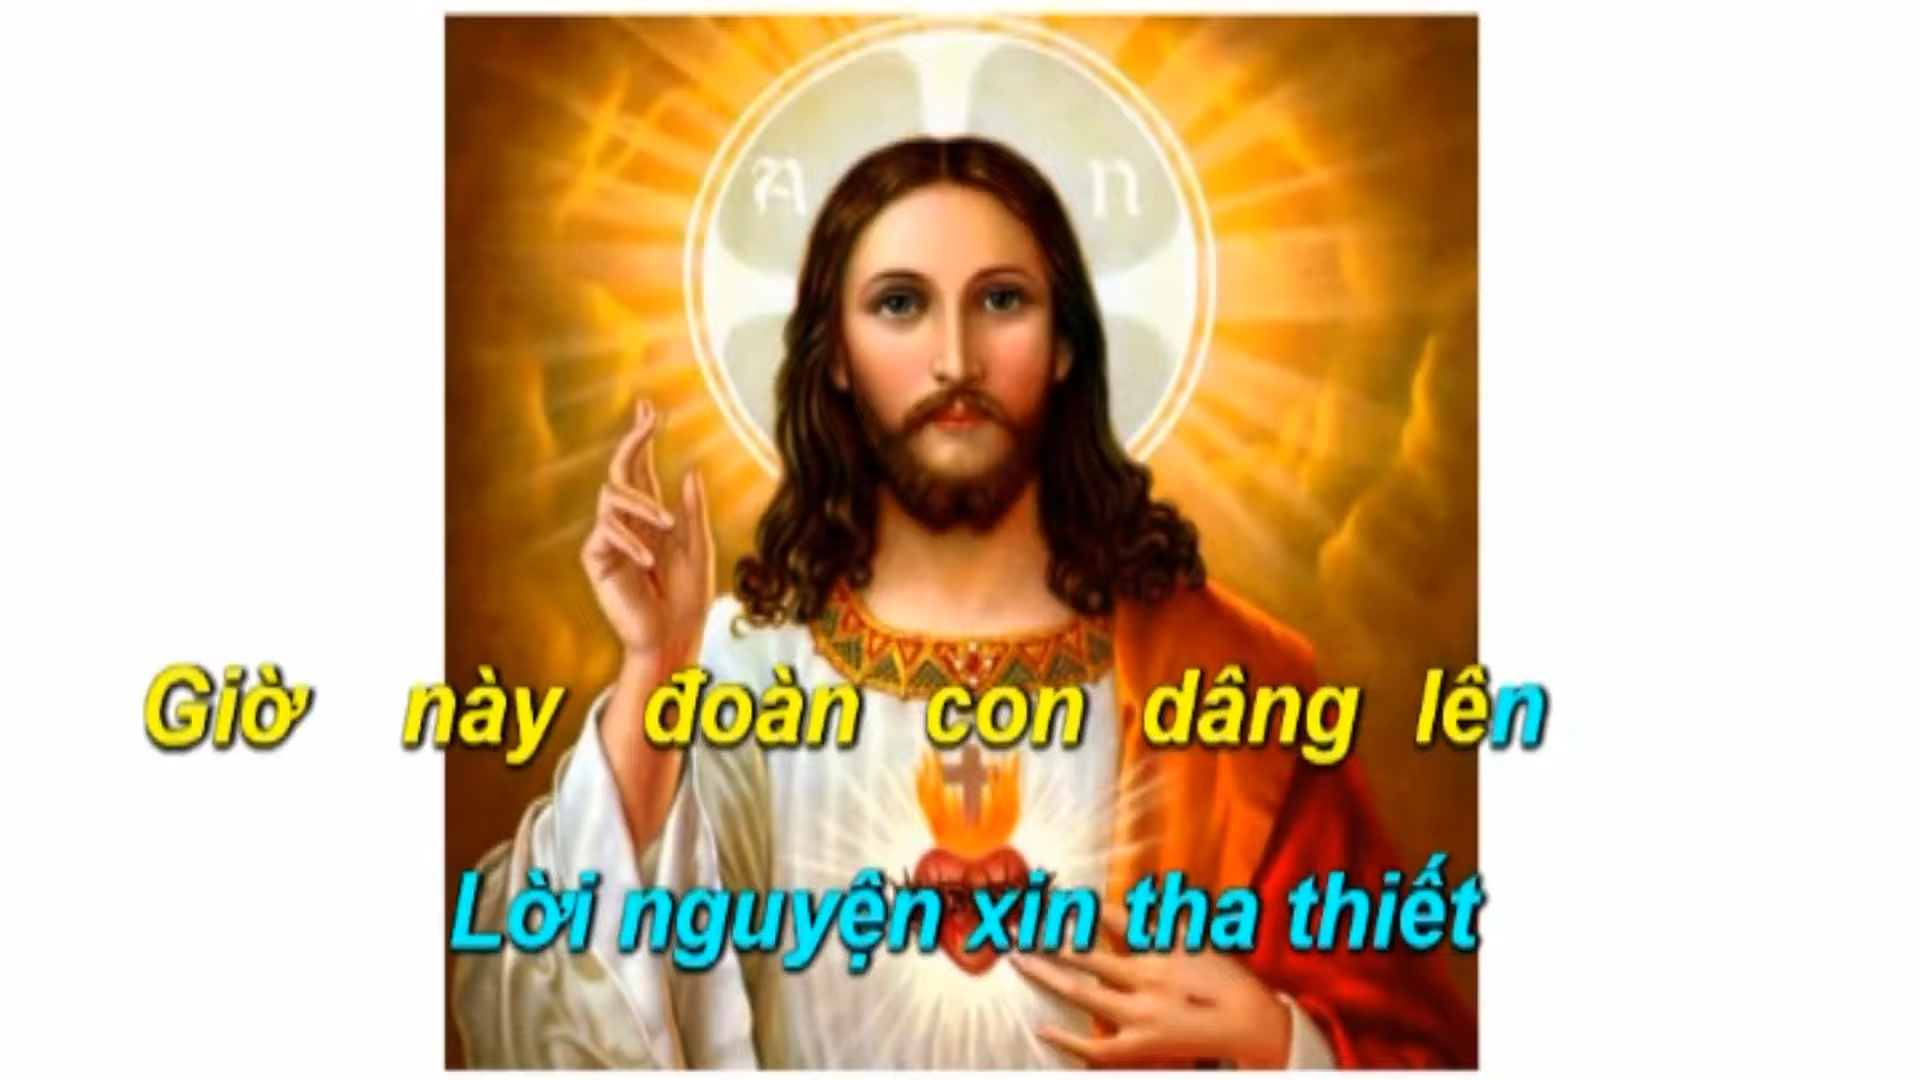 A Ω
Giờ này đoàn con dâng lên
Lời nguyện xin tha thiết